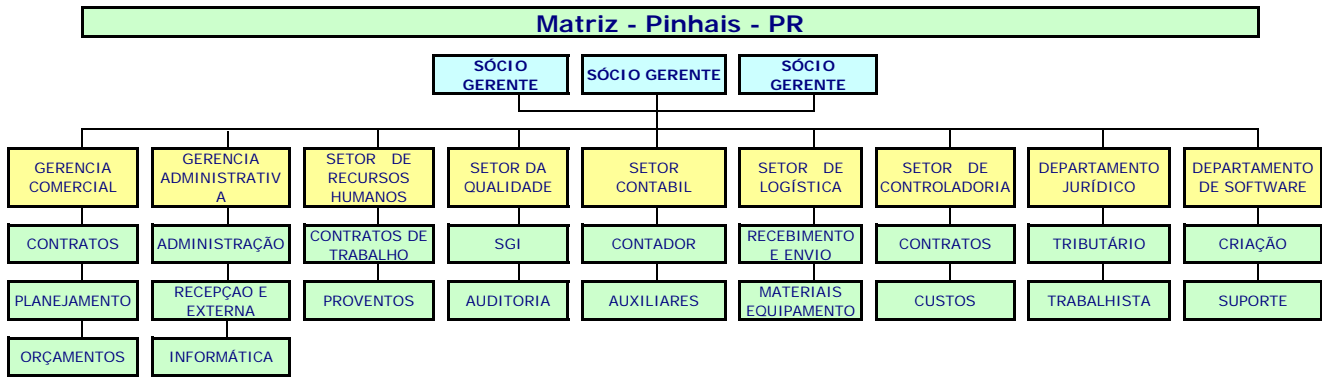 Matriz - Pinhais - PR
SÓCIO
GERENTE
SÓCIO GERENTE
SÓCIO
GERENTE
GERENCIA
COMERCIAL
GERENCIA
ADMINISTRATIV
A
SETOR DE
RECURSOS
HUMANOS
SETOR DA
QUALIDADE
SETOR
CONTABIL
SETOR DE
LOGÍSTICA
SETOR DE
CONTROLADORIA
DEPARTAMENTO
JURÍDICO
DEPARTAMENTO
DE SOFTWARE
CONTRATOS
ADMINISTRAÇÃO
CONTRATOS DE
TRABALHO
SGI
CONTADOR
RECEBIMENTO
E ENVIO
CONTRATOS
TRIBUTÁRIO
CRIAÇÃO
PLANEJAMENTO
RECEPÇAO E
EXTERNA
PROVENTOS
AUDITORIA
AUXILIARES
MATERIAIS
EQUIPAMENTO
CUSTOS
TRABALHISTA
SUPORTE
ORÇAMENTOS
INFORMÁTICA